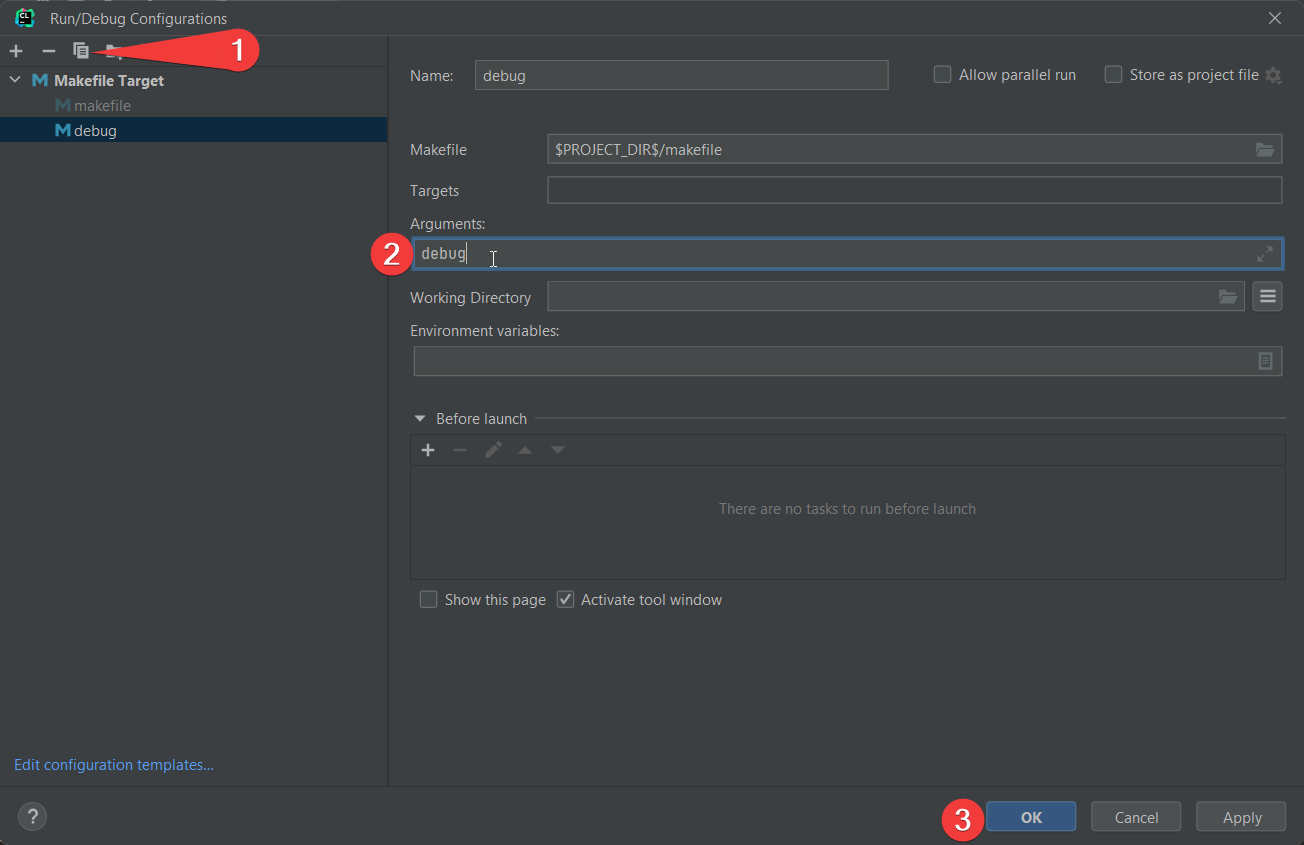 CL
Run/Debug Configurations
1
M Makefile Target
M makefile
M debug
Name: debug
Allow parallel run
Store as project file
Makefile $PROJECT_DIR$/makefile
Targets
Arguments:
2 debug
Working Directory
Environment variables:
Before launch
There are no tasks to run before launch
Show this page
Activate tool window
Edit configuration templates...
?
3 OK
Cancel
Apply